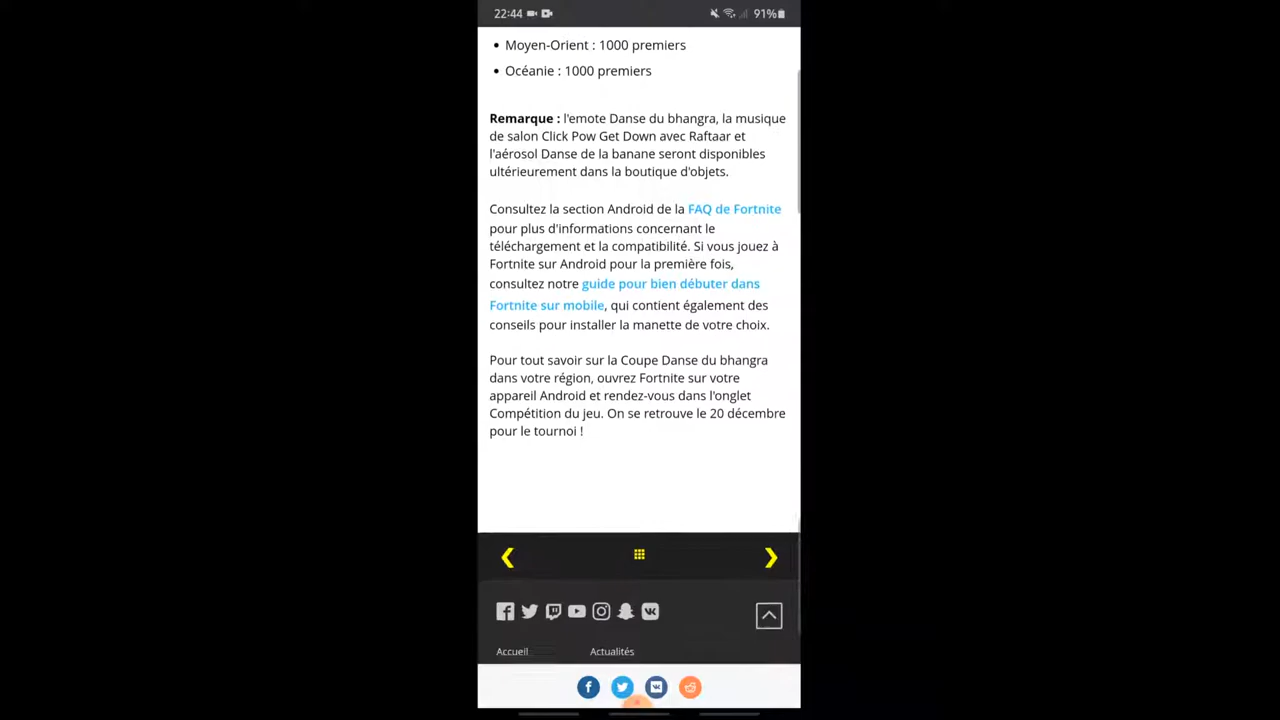 22:44
91%
Moyen-Orient : 1000 premiers
Océanie : 1000 premiers
Remarque : l'emote Danse du bhangra, la musique
de salon Click Pow Get Down avec Raftaar et
l'aérosol Danse de la banane seront disponibles
ultérieurement dans la boutique d'objets.
Consultez la section Android de la FAQ de Fortnite
pour plus d'informations concernant le
téléchargement et la compatibilité. Si vous jouez à
Fortnite sur Android pour la première fois,
consultez notre guide pour bien débuter dans
Fortnite sur mobile, qui contient également des
conseils pour installer la manette de votre choix.
Pour tout savoir sur la Coupe Danse du bhangra
dans votre région, ouvrez Fortnite sur votre
appareil Android et rendez-vous dans l'onglet
Compétition du jeu. On se retrouve le 20 décembre
pour le tournoi !
Accueil
Actualités